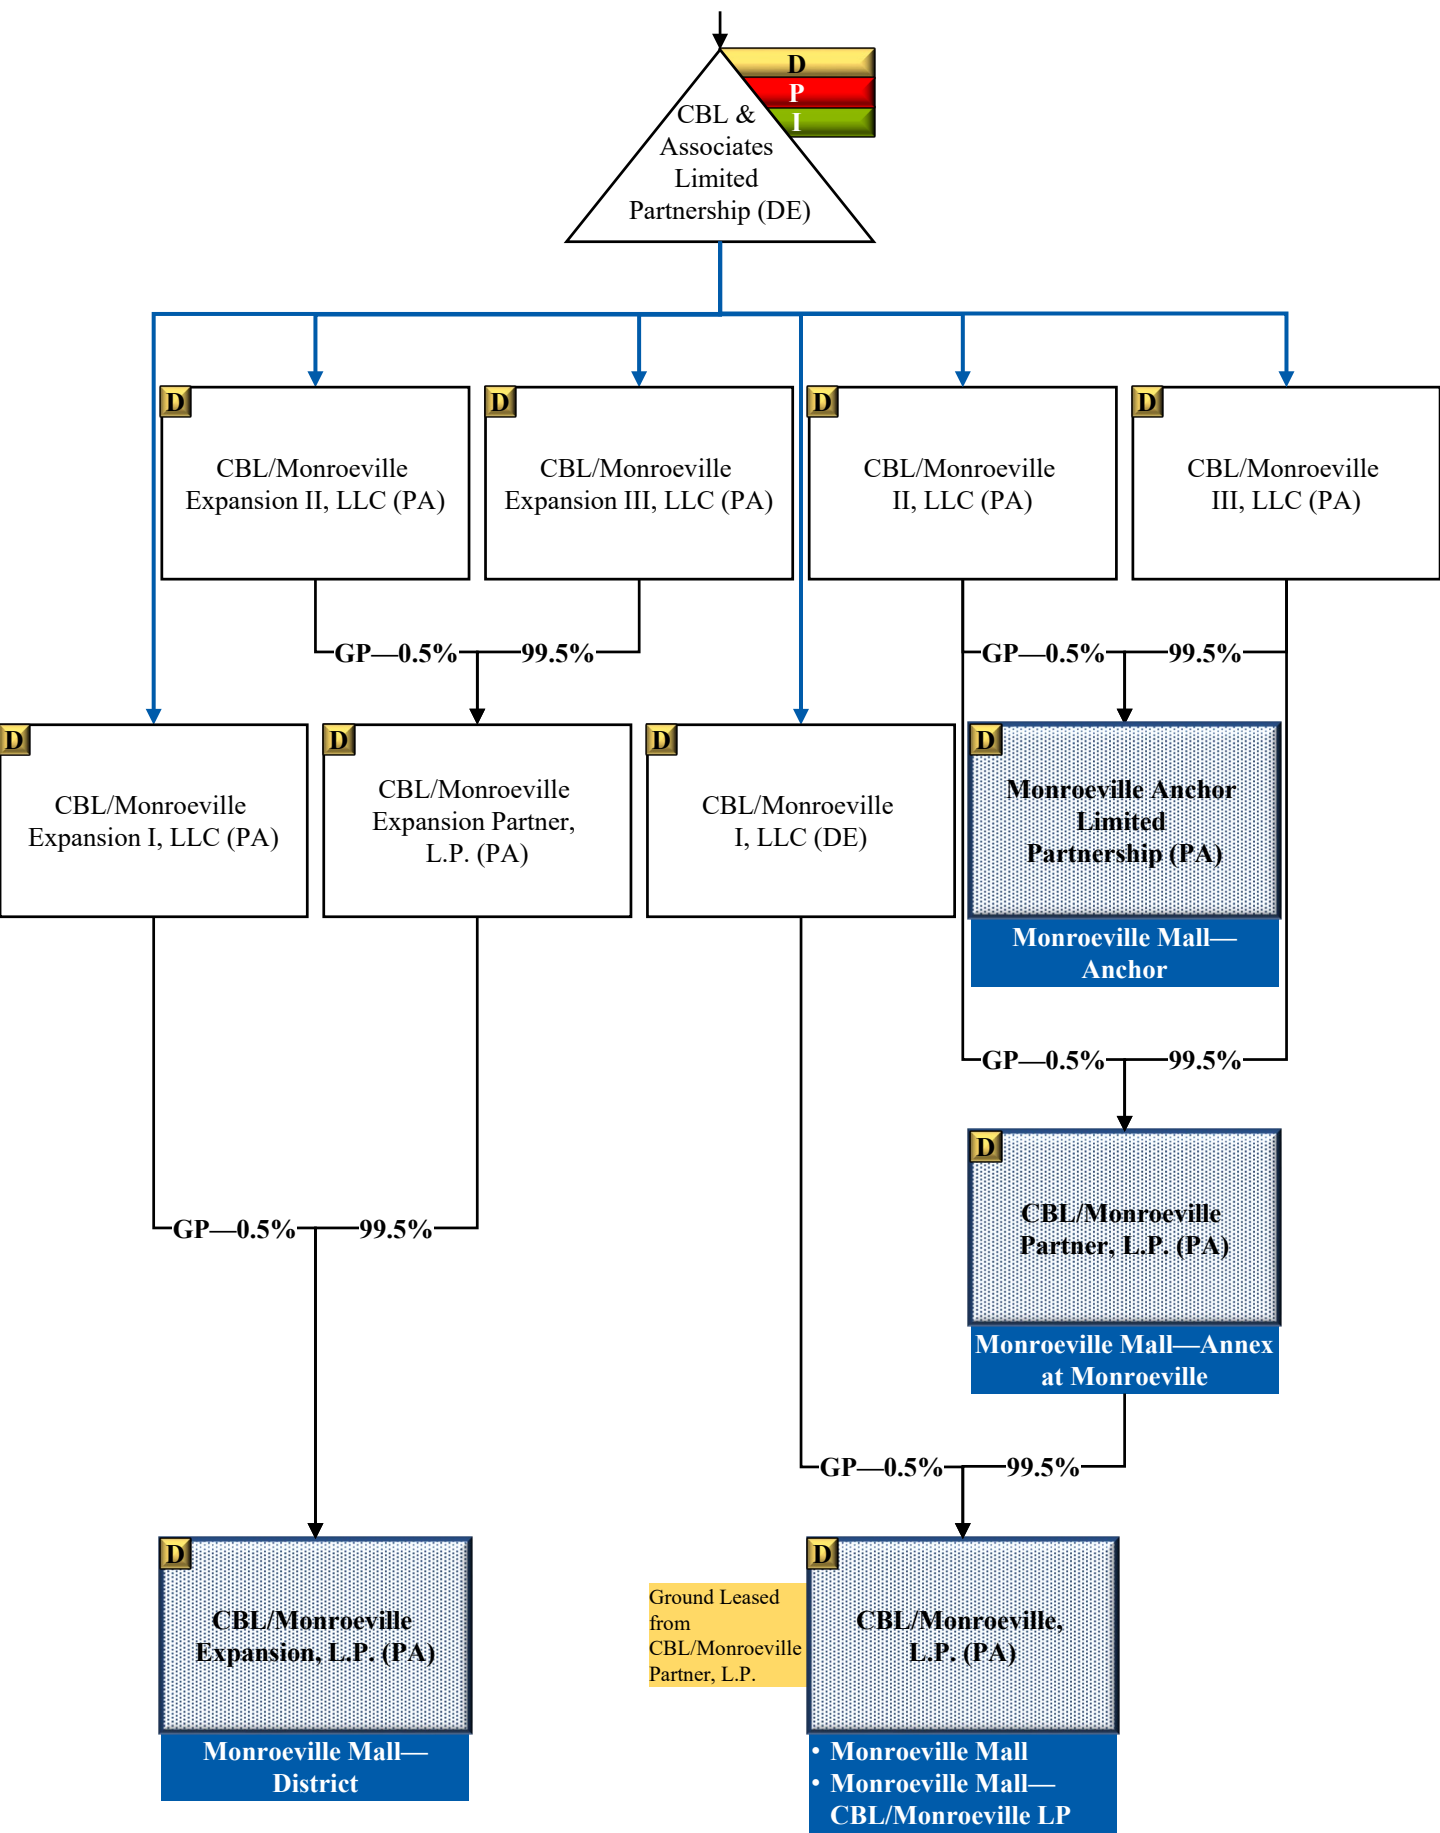 D
P
I
CBL &
Associates
Limited
Partnership (DE)
D
CBL/Monroeville
Expansion II, LLC (PA)
D
CBL/Monroeville
Expansion III, LLC (PA)
D
CBL/Monroeville
II, LLC (PA)
D
CBL/Monroeville
III, LLC (PA)
GP—0.5%
99.5%
GP—0.5%
99.5%
D
CBL/Monroeville
Expansion I, LLC (PA)
D
CBL/Monroeville
Expansion Partner,
L.P. (PA)
D
CBL/Monroeville
I, LLC (DE)
D
Monroeville Anchor
Limited
Partnership (PA)
Monroeville Mall—
Anchor
GP—0.5%
99.5%
D
CBL/Monroeville
Partner, L.P. (PA)
Monroeville Mall—Annex
at Monroeville
GP—0.5%
99.5%
GP—0.5%
99.5%
D
CBL/Monroeville
Expansion, L.P. (PA)
Monroeville Mall—
District
Ground Leased
from
CBL/Monroeville
Partner, L.P.
D
CBL/Monroeville,
L.P. (PA)
• Monroeville Mall
• Monroeville Mall—
CBL/Monroeville LP